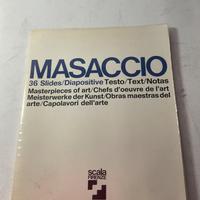 MASACCIO
36 Slides/Diapositive Testo/Text/Notas
Masterpieces of art/Chefs d'oeuvre de l'art
Meisterwerke der Kunst/Obras maestras del
arte/Capolavori dell'arte
scala
FIRENZE